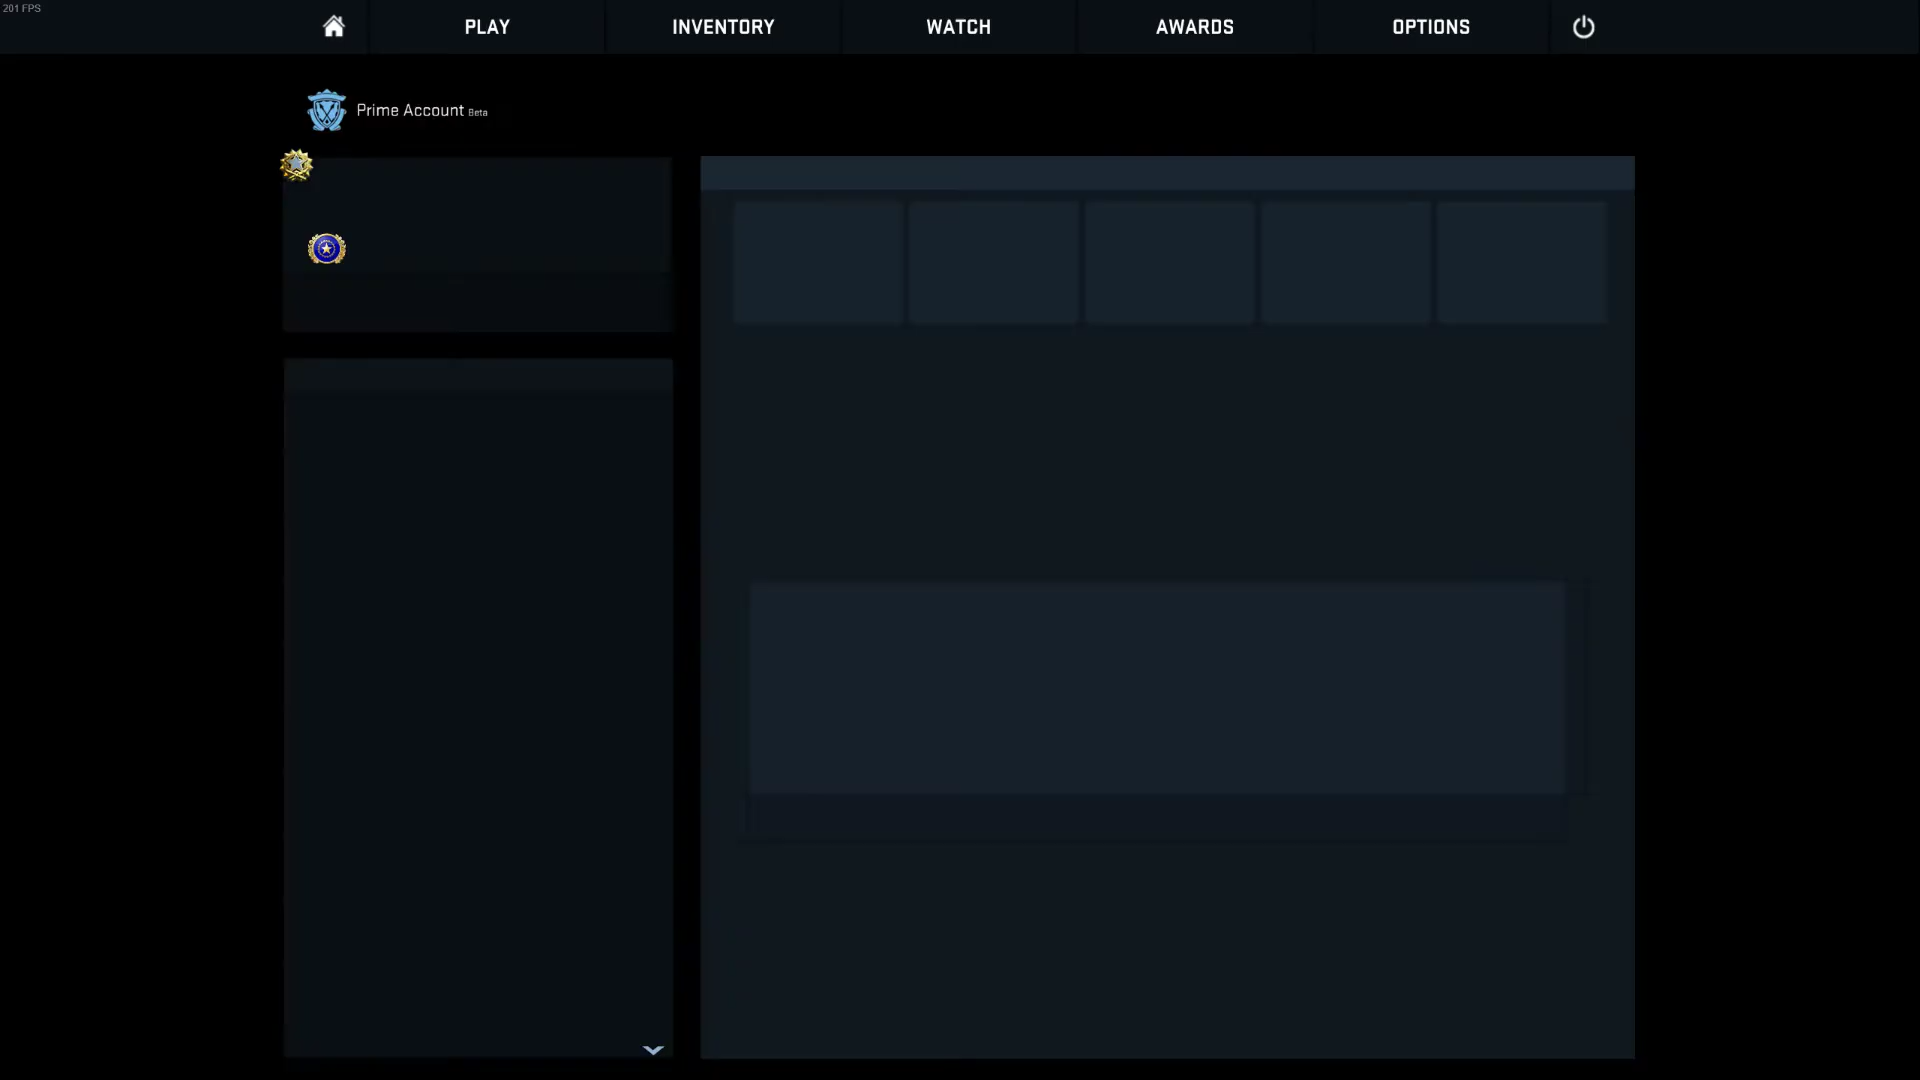 201 FPS
PLAY
INVENTORY
WATCH
AWARDS
OPTIONS
Prime Account Beta